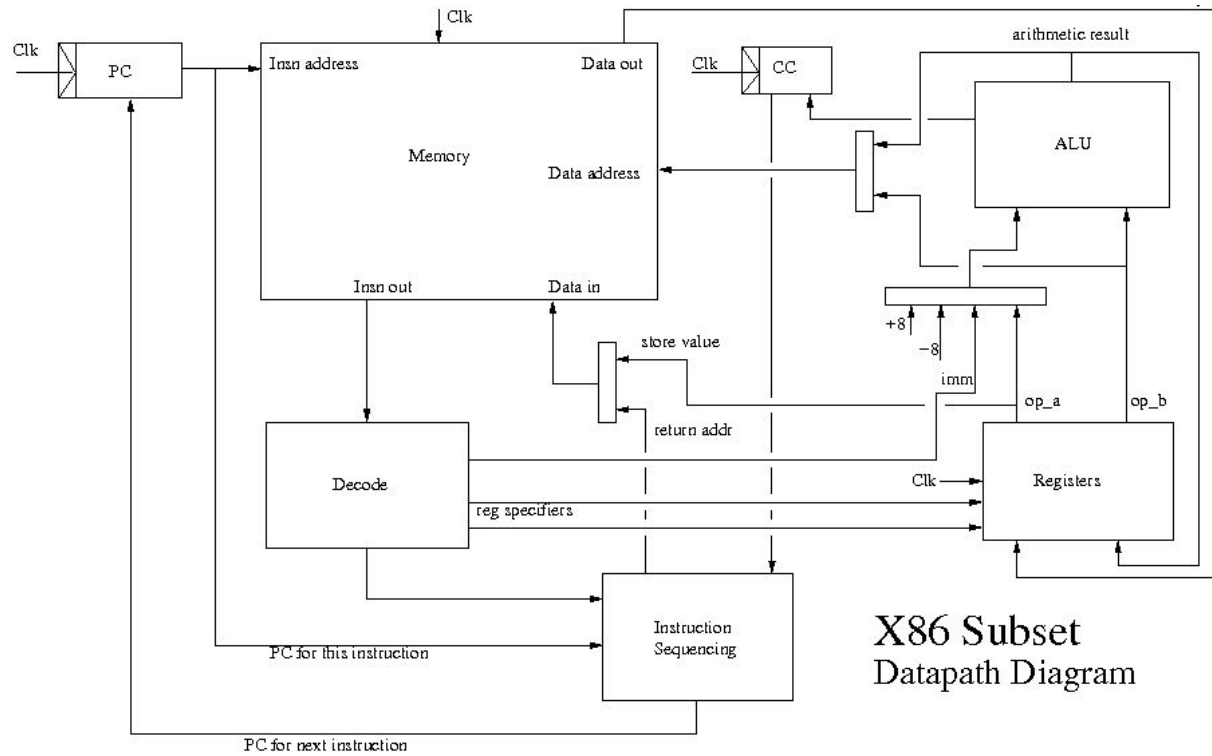 Clk
arithmetic result
Clk
PC
Insn address
Data out
Clk
CC
Memory
ALU
Data address
Insn out
Data in
+8
-8
store value
imm
op_a
op_b
return addr
Decode
Clk
Registers
reg specifiers
Instruction
Sequencing
PC for this instruction
X86 Subset
Datapath Diagram
PC for next instruction